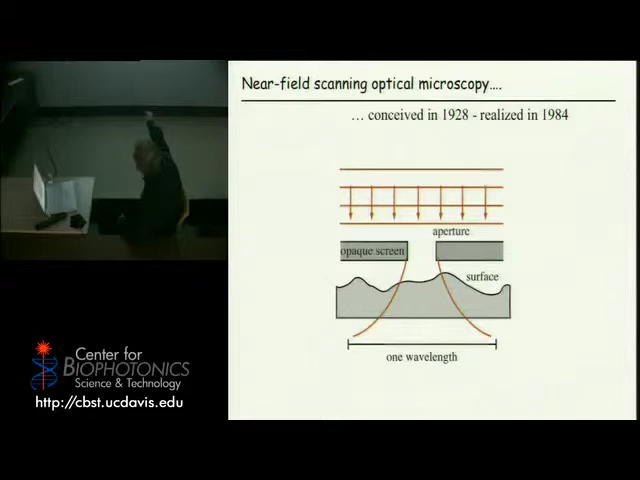 Near-field scanning optical microscopy....
... conceived in 1928 - realized in 1984
aperture
opaque screen
surface
one wavelength
Center for
BIOPHOTONICS
Science & Technology
http://cbst.ucdavis.edu